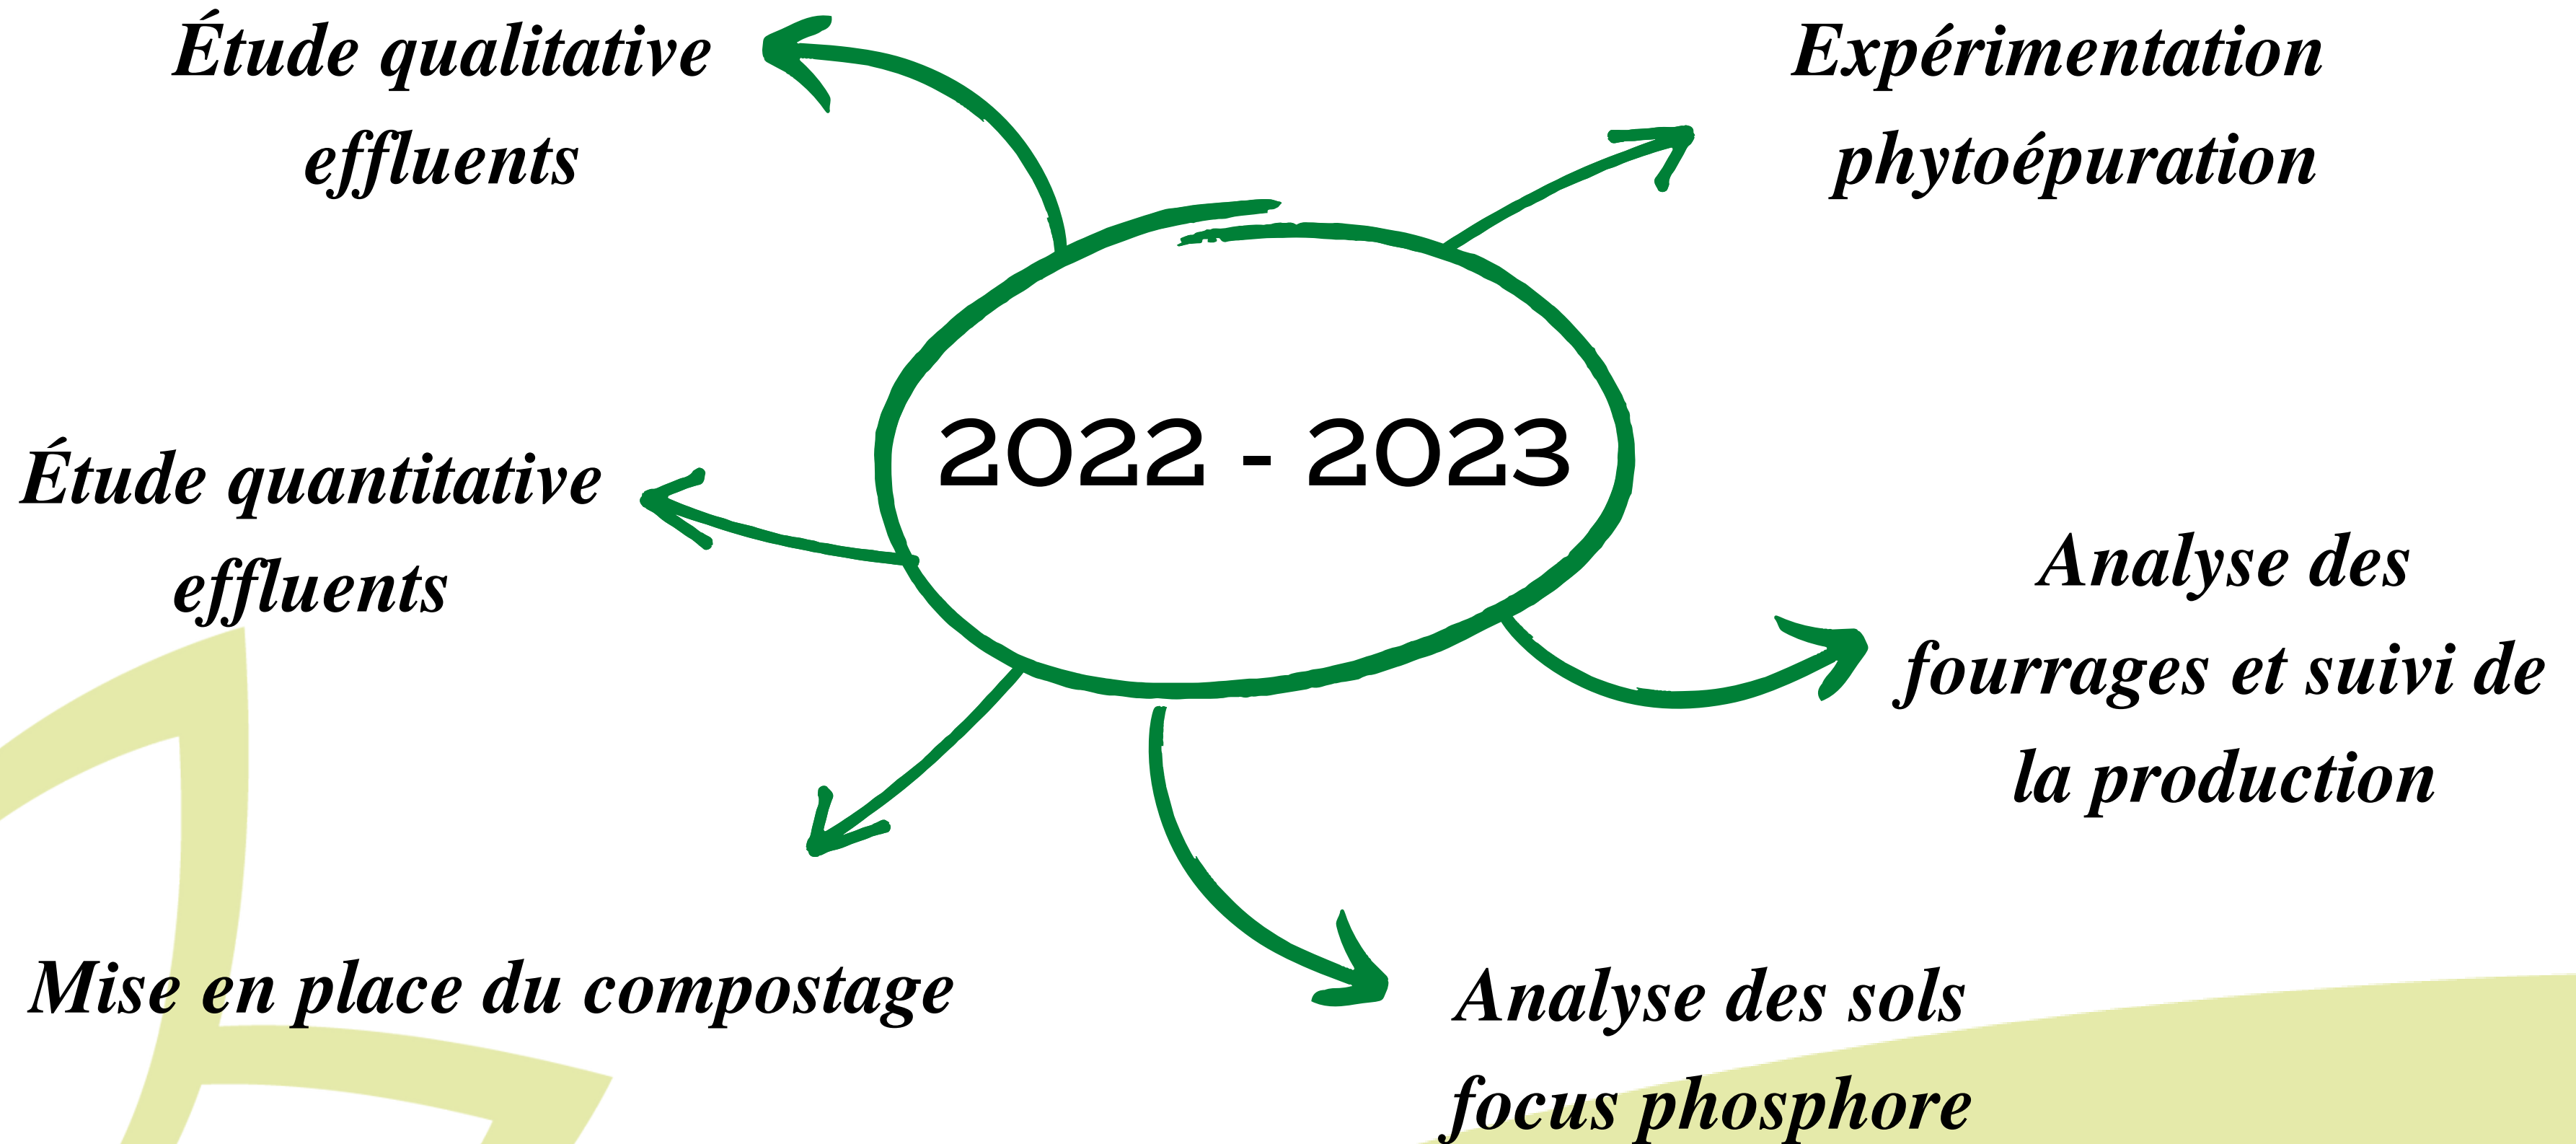 Étude qualitative
effluents
Expérimentation
phytoépuration
2022 - 2023
Étude quantitative
effluents
Analyse des
fourrages et suivi de
la production
Mise en place du compostage
Analyse des sols
focus phosphore